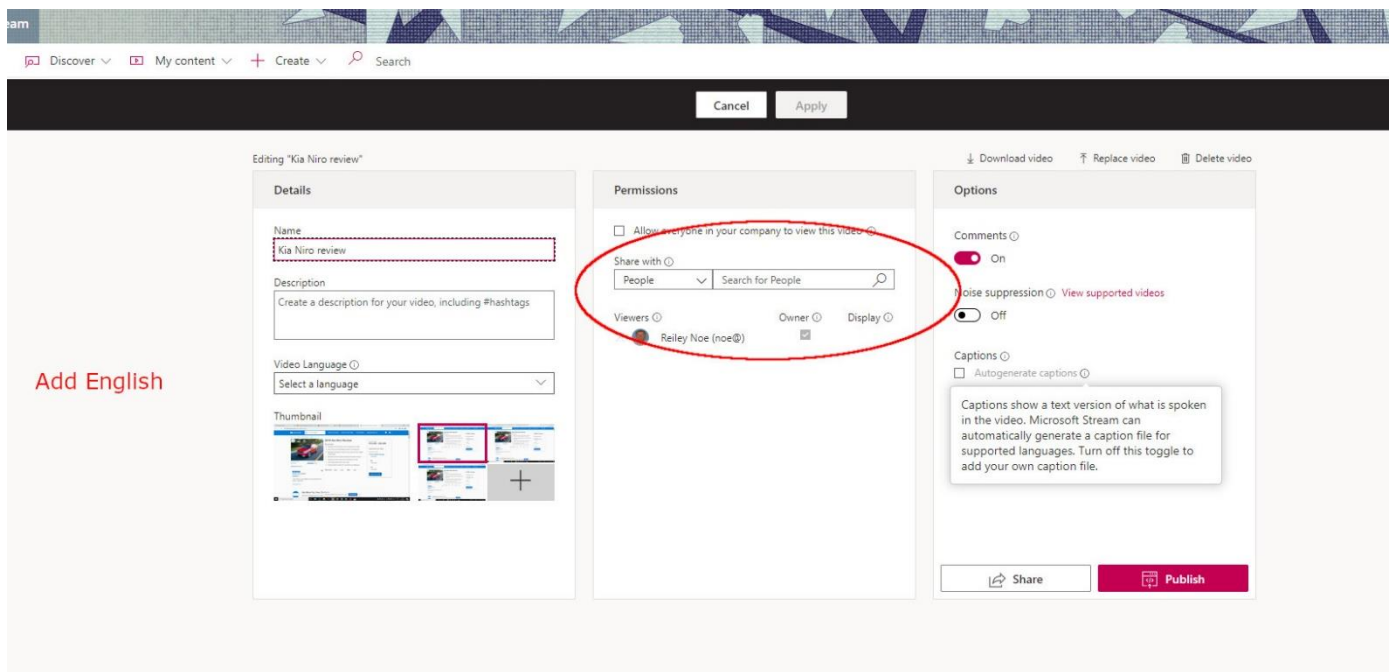 eam
Discover
My content
Create
Search
Cancel
Apply
Editing "Kia Niro review"
Download video
Replace video
Delete video
Details
Name
Kia Niro review
Description
Create a description for your video, including #hashtags
Video Language
Select a language
Thumbnail
Add English
Permissions
Allow everyone in your company to view this video
Share with
People
Search for People
Viewers
Owner
Display
Reiley Noe (noe@)
Options
Comments
On
Noise suppression
View supported videos
Off
Captions
Autogenerate captions
Captions show a text version of what is spoken
in the video. Microsoft Stream can
automatically generate a caption file for
supported languages. Turn off this toggle to
add your own caption file.
Share
Publish